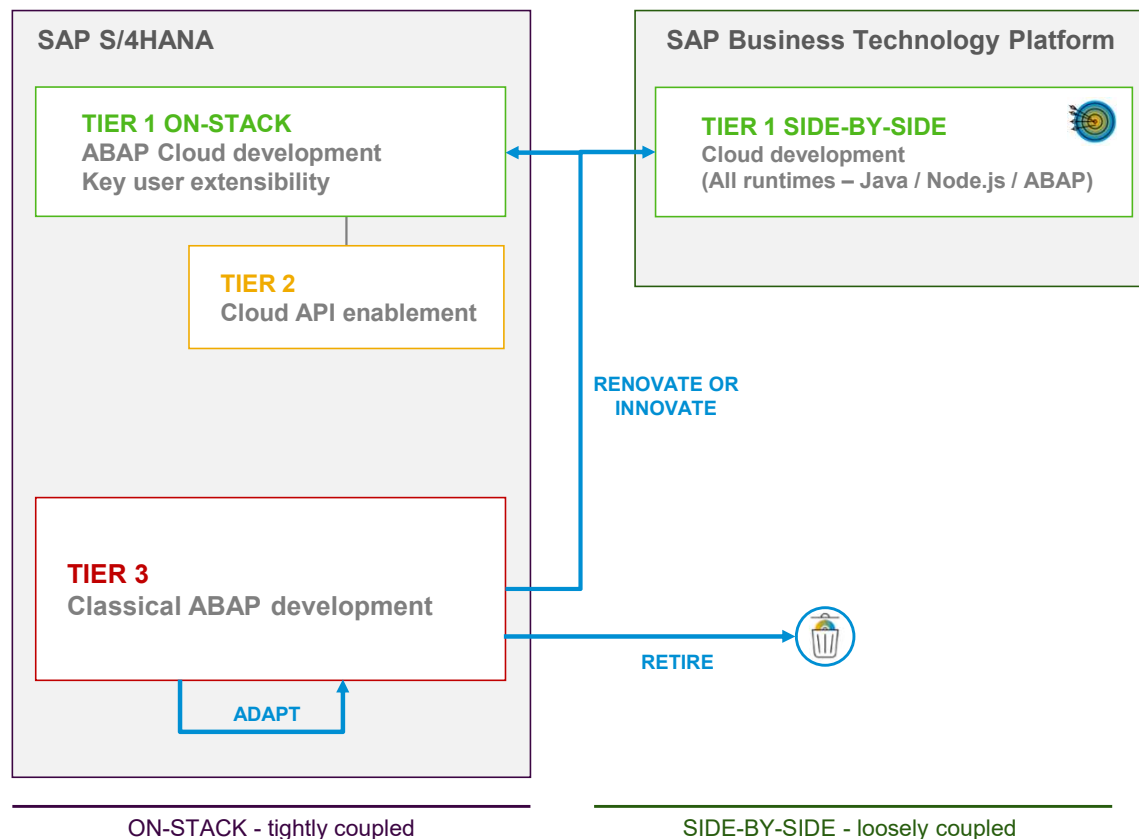 SAP S/4HANA
TIER 1 ON-STACK
ABAP Cloud development
Key user extensibility
TIER 2
Cloud API enablement
TIER 3
Classical ABAP development
ADAPT
SAP Business Technology Platform
TIER 1 SIDE-BY-SIDE
Cloud development
(All runtimes – Java / Node.js / ABAP)
RENOVATE OR
INNOVATE
RETIRE
ON-STACK - tightly coupled
SIDE-BY-SIDE - loosely coupled